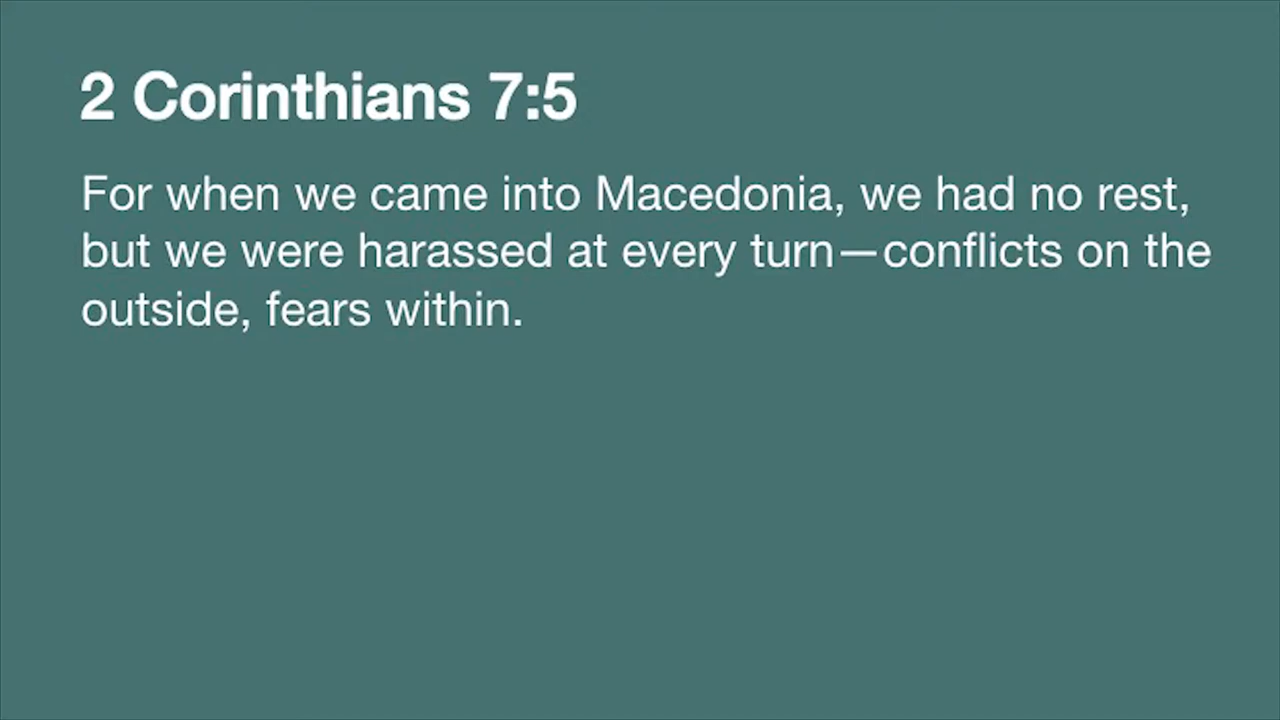 2 Corinthians 7:5
For when we came into Macedonia, we had no rest,
but we were harassed at every turn—conflicts on the
outside, fears within.